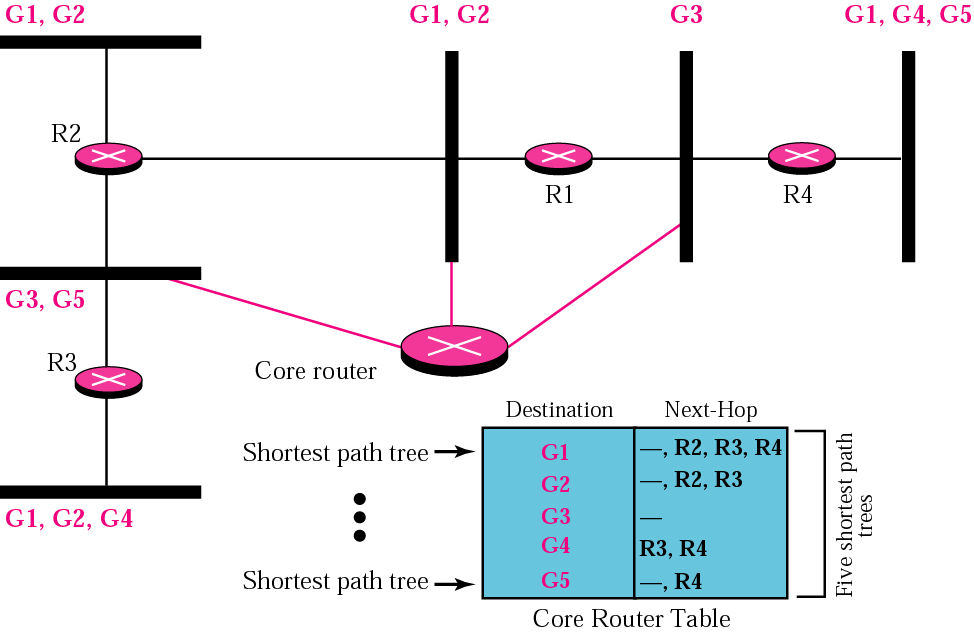 G1, G2
G1, G2
G3
G1, G4, G5
R2
R1
R4
G3, G5
R3
Core router
G1, G2, G4
Destination
Next-Hop
Shortest path tree
G1
—, R2, R3, R4
G2
—, R2, R3
G3
—
G4
R3, R4
Shortest path tree
G5
—, R4
Five shortest path
trees
Core Router Table